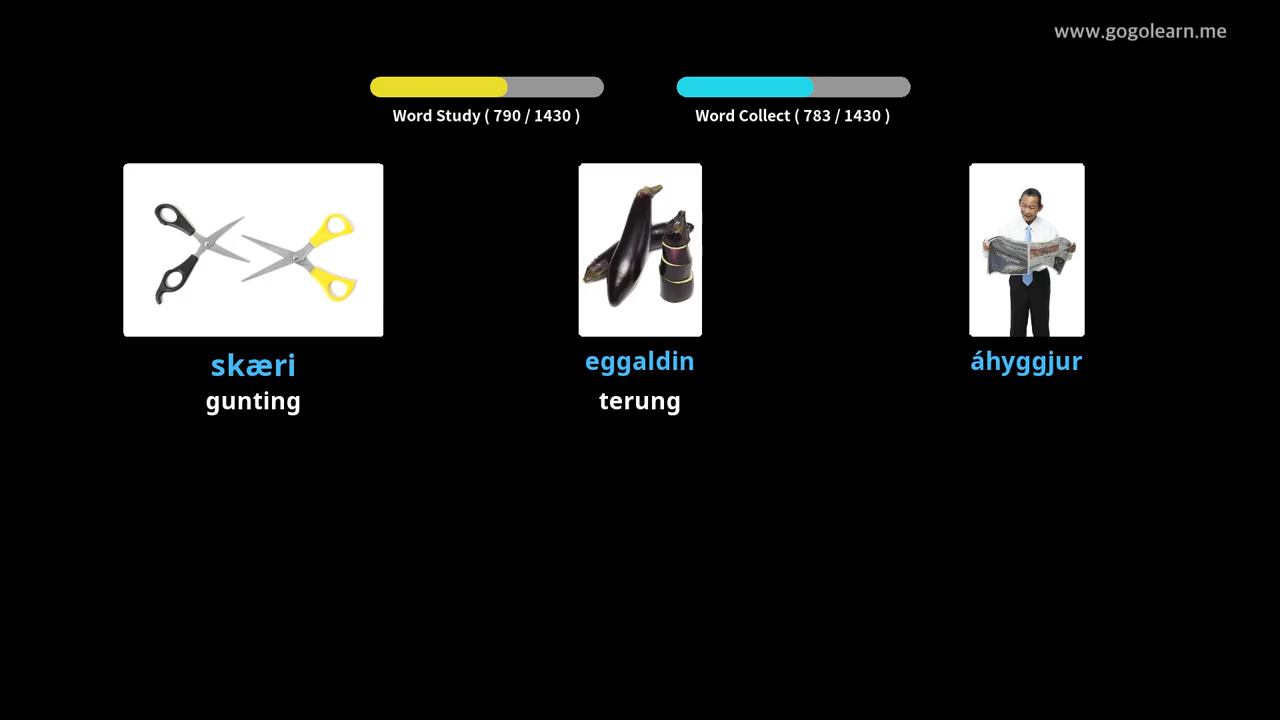 www.gogolearn.me
Word Study ( 790 / 1430 )
Word Collect ( 783 / 1430 )
skæri
gunting
eggaldin
terung
áhyggjur